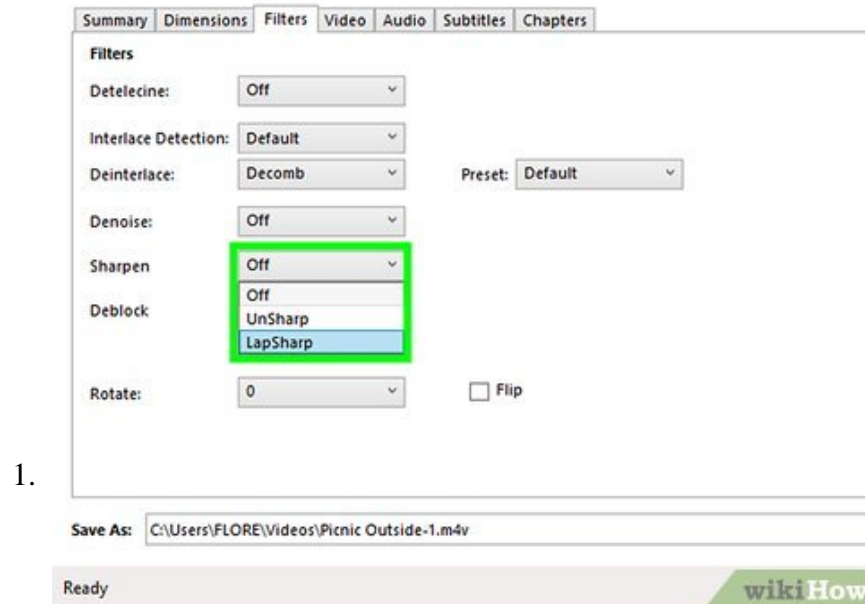 Summary Dimensions Filters Video Audio Subtitles Chapters
Filters
Detelecine: Off
Interlace Detection: Default
Deinterlace: Decomb Preset: Default
Denoise: Off
Sharpen Off
Off
Deblock
UnSharp
LapSharp
Rotate: 0 Flip
1.
Save As: C:\Users\FLORE\Videos\Picnic Outside-1.m4v
Ready
wikiHow